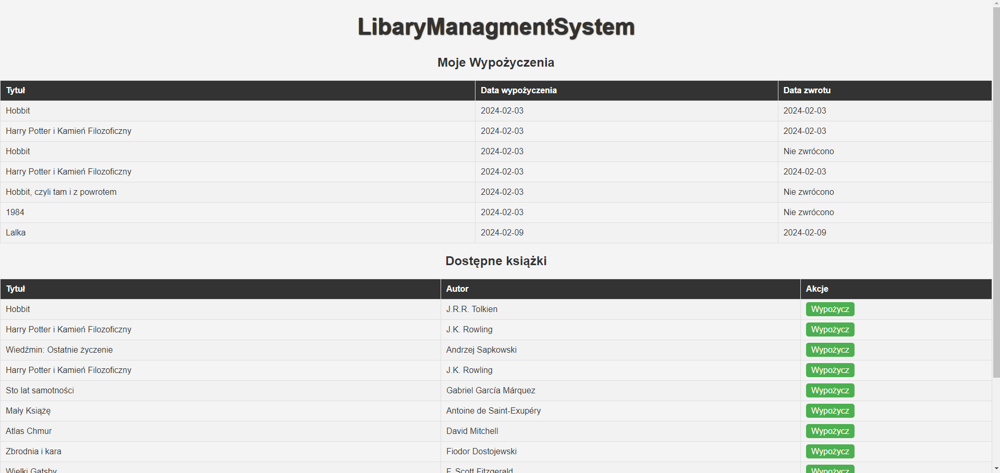 LibaryManagmentSystem
Moje Wypożyczenia
Tytuł Data wypożyczenia Data zwrotu
Hobbit 2024-02-03 2024-02-03
Harry Potter i Kamień Filozoficzny 2024-02-03 2024-02-03
Hobbit 2024-02-03 Nie zwrócono
Harry Potter i Kamień Filozoficzny 2024-02-03 2024-02-03
Hobbit, czyli tam i z powrotem 2024-02-03 Nie zwrócono
1984 2024-02-03 Nie zwrócono
Lalka 2024-02-09 2024-02-09
Dostępne książki
Tytuł Autor Akcje
Hobbit J.R.R. Tolkien Wypożycz
Harry Potter i Kamień Filozoficzny J.K. Rowling Wypożycz
Wiedźmin: Ostatnie życzenie Andrzej Sapkowski Wypożycz
Harry Potter i Kamień Filozoficzny J.K. Rowling Wypożycz
Sto lat samotności Gabriel García Márquez Wypożycz
Mały Książę Antoine de Saint-Exupéry Wypożycz
Atlas Chmur David Mitchell Wypożycz
Zbrodnia i kara Fiodor Dostojewski Wypożycz
Wielki Gatsby F. Scott Fitzgerald Wypożycz